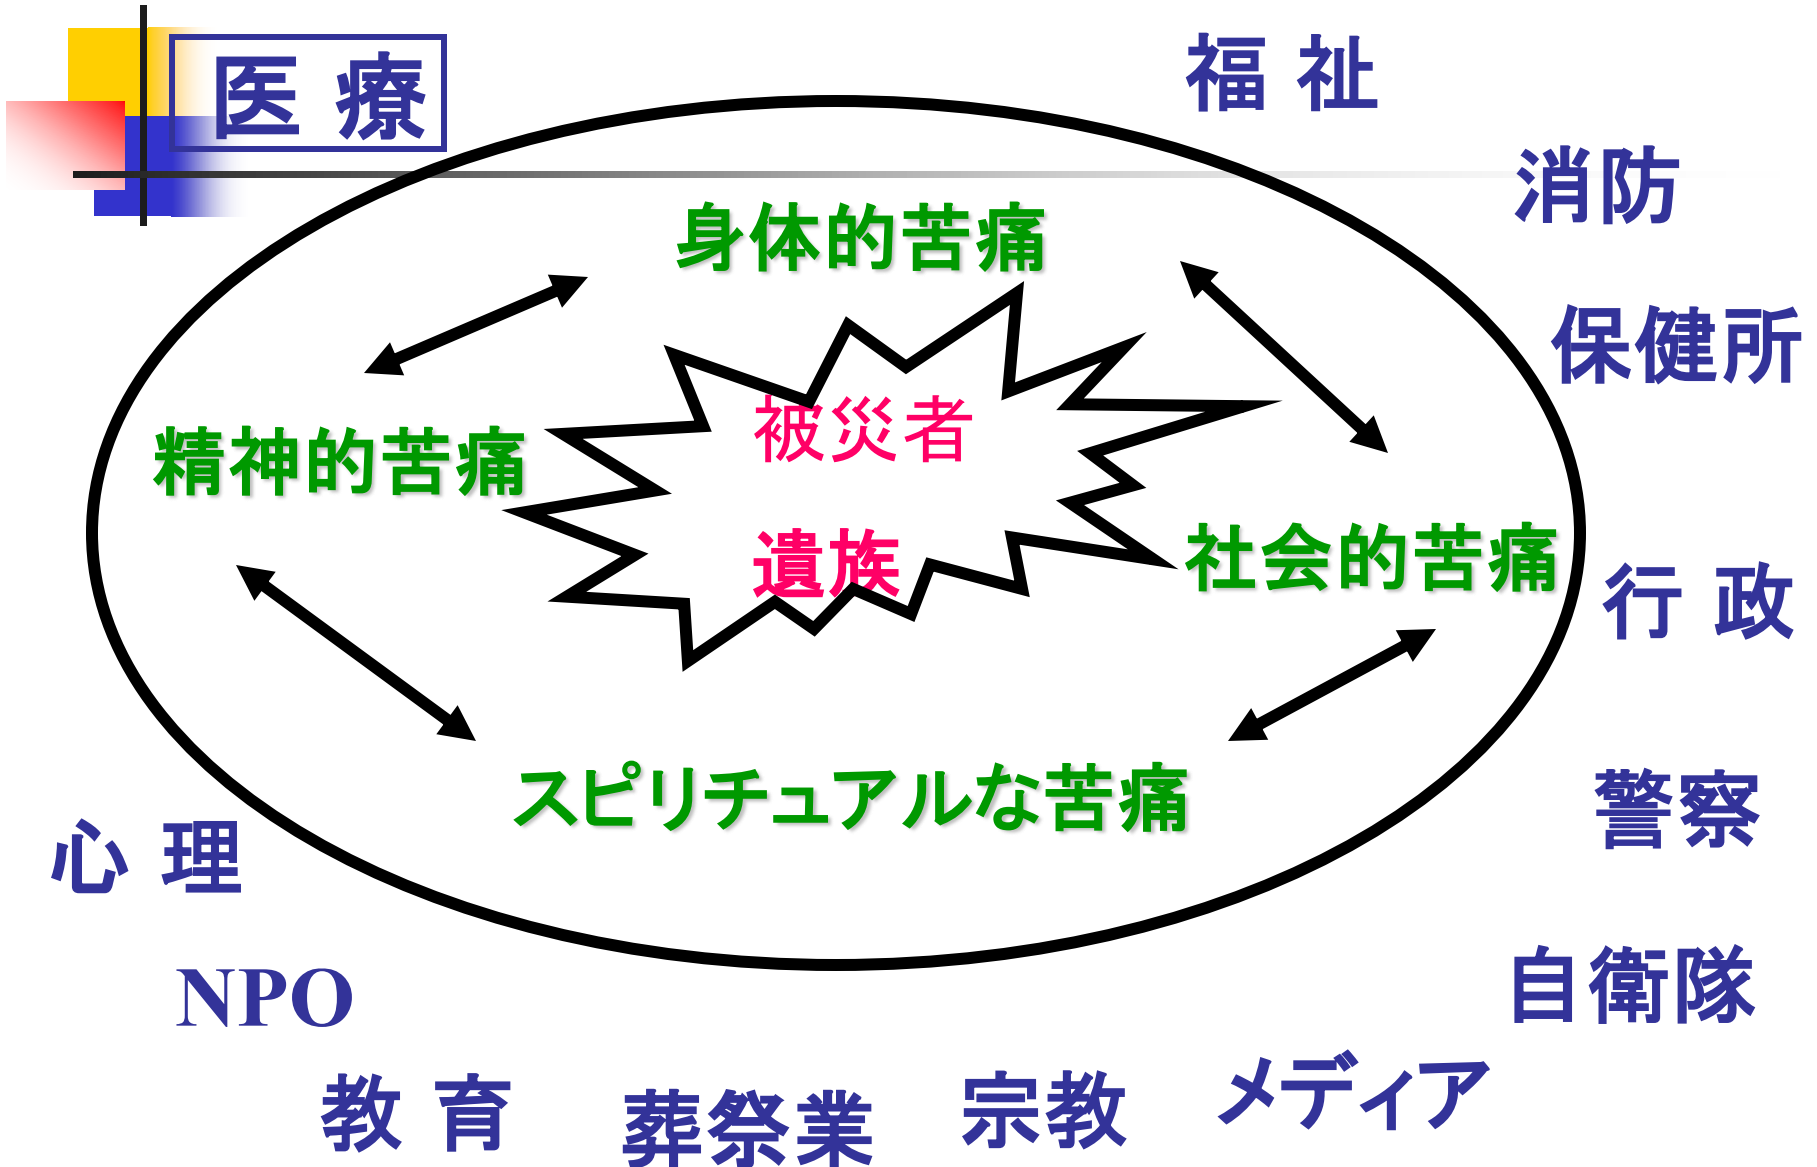 医 療
福 祉
消防
身体的苦痛
保健所
被災者
精神的苦痛
遺族
社会的苦痛
行 政
スピリチュアルな苦痛
警察
心 理
自衛隊
NPO
メディア
宗教
教 育
葬祭業